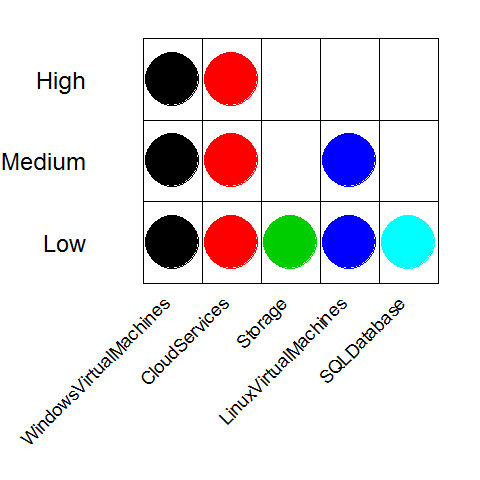 High
Medium
Low
WindowsVirtualMachines
CloudServices
Storage
LinuxVirtualMachines
SQLDatabase